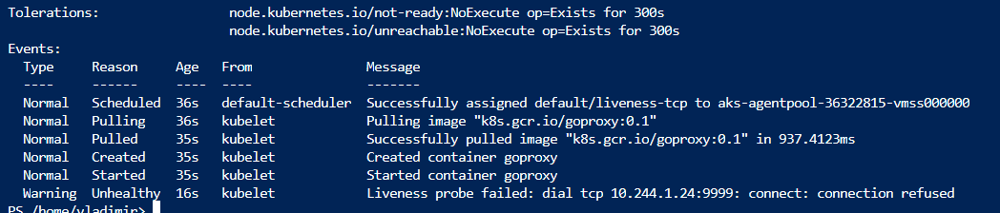 Tolerations: node.kubernetes.io/not-ready:NoExecute op=Exists for 300s
node.kubernetes.io/unreachable:NoExecute op=Exists for 300s
Events:
Type Reason Age From Message
---- ------ ---- ---- -------
Normal Scheduled 36s default-scheduler Successfully assigned default/liveness-tcp to aks-agentpool-36322815-vmss000000
Normal Pulling 36s kubelet Pulling image "k8s.gcr.io/goproxy:0.1"
Normal Pulled 35s kubelet Successfully pulled image "k8s.gcr.io/goproxy:0.1" in 937.4123ms
Normal Created 35s kubelet Created container goproxy
Normal Started 35s kubelet Started container goproxy
Warning Unhealthy 16s kubelet Liveness probe failed: dial tcp 10.244.1.24:9999: connect: connection refused
PS /home/vladimir>